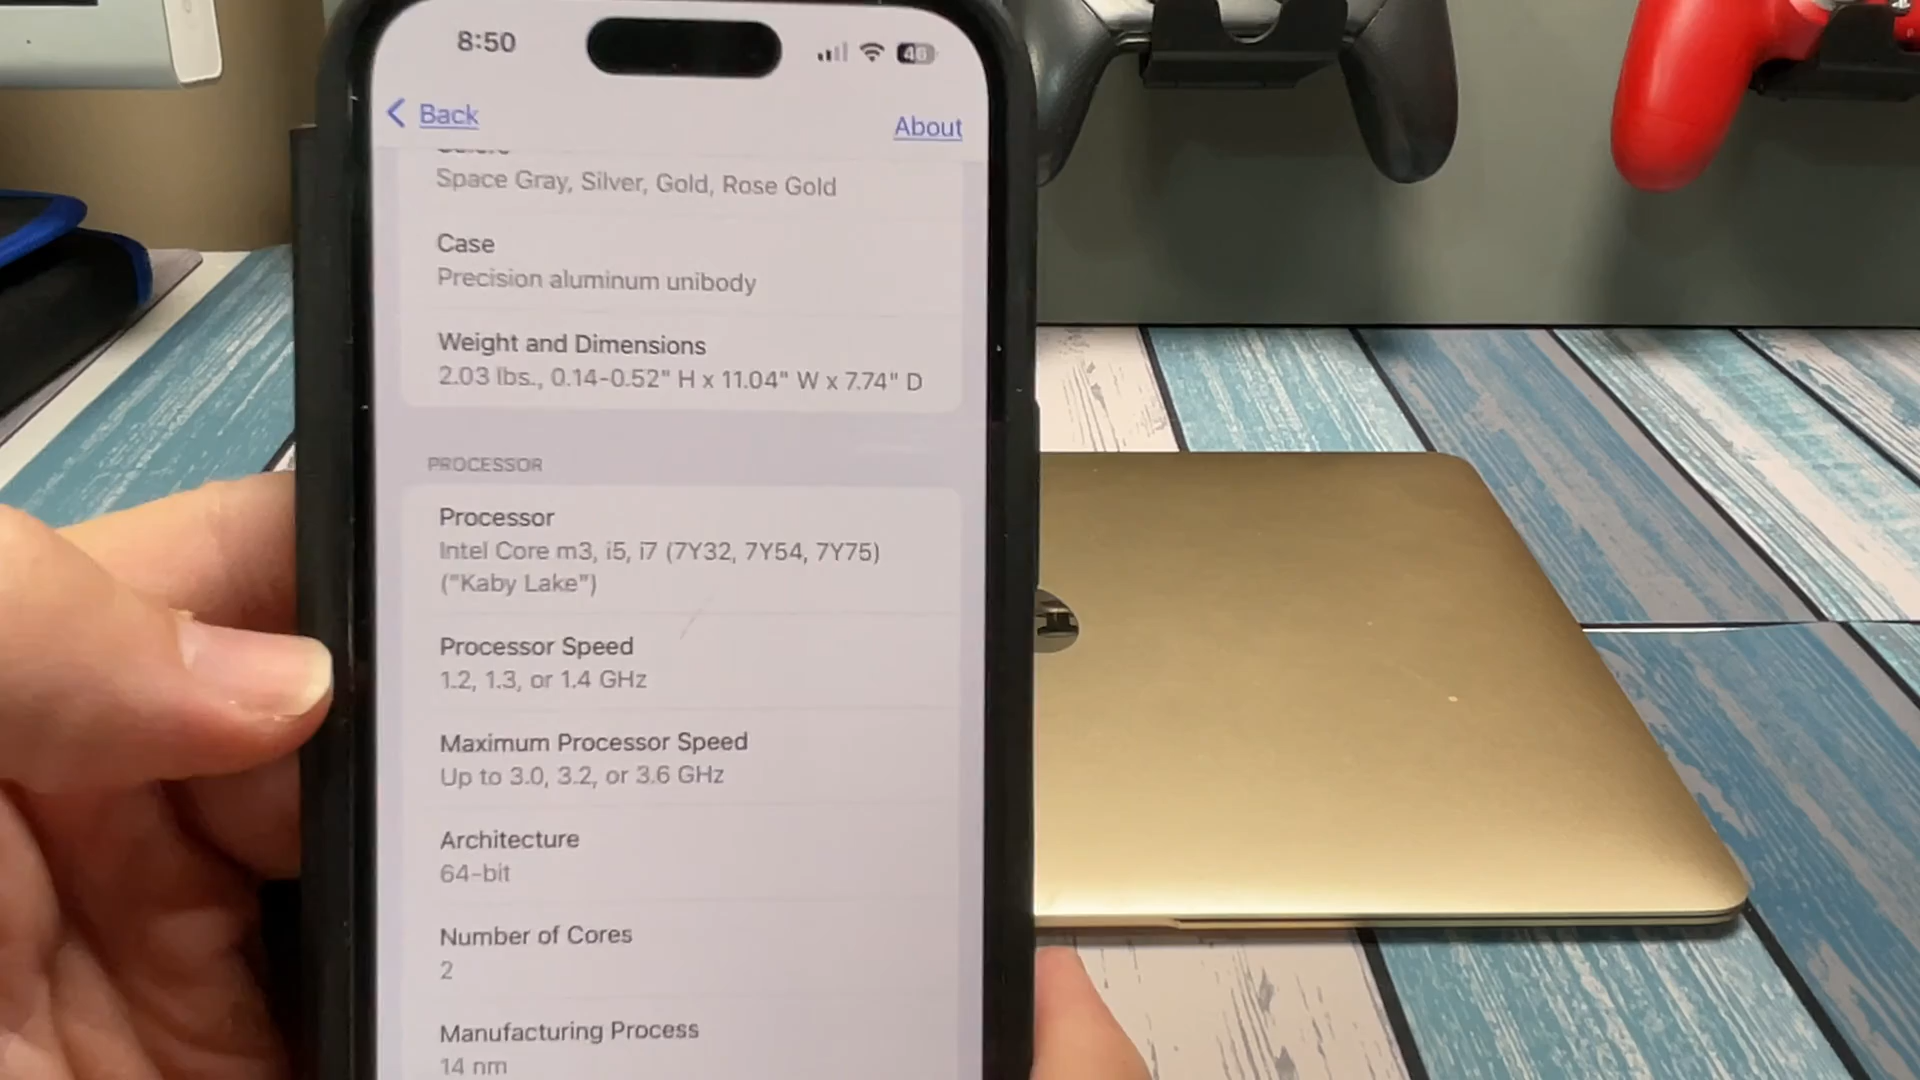 8:50
46
Back
About
Space Gray, Silver, Gold, Rose Gold
Case
Precision aluminum unibody
Weight and Dimensions
2.03 lbs., 0.14-0.52" H x 11.04" W x 7.74" D
PROCESSOR
Processor
Intel Core m3, i5, i7 (7Y32, 7Y54, 7Y75)
("Kaby Lake")
Processor Speed
1.2, 1.3, or 1.4 GHz
Maximum Processor Speed
Up to 3.0, 3.2, or 3.6 GHz
Architecture
64-bit
Number of Cores
2
Manufacturing Process
14 nm